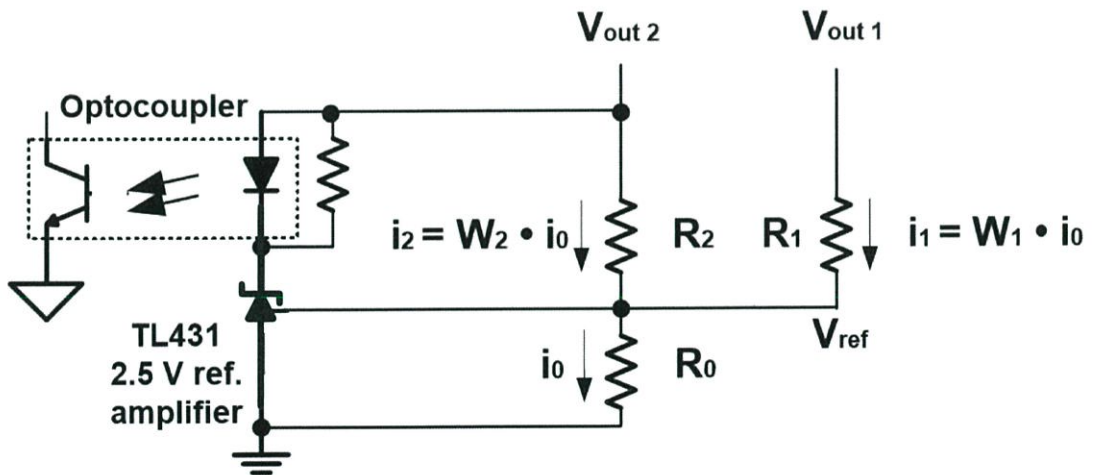 Vout 2
Vout 1
Optocoupler
i2 = W2 • i0
R2
R1
i1 = W1 • i0
TL431
2.5 V ref.
amplifier
Vref
i0
R0